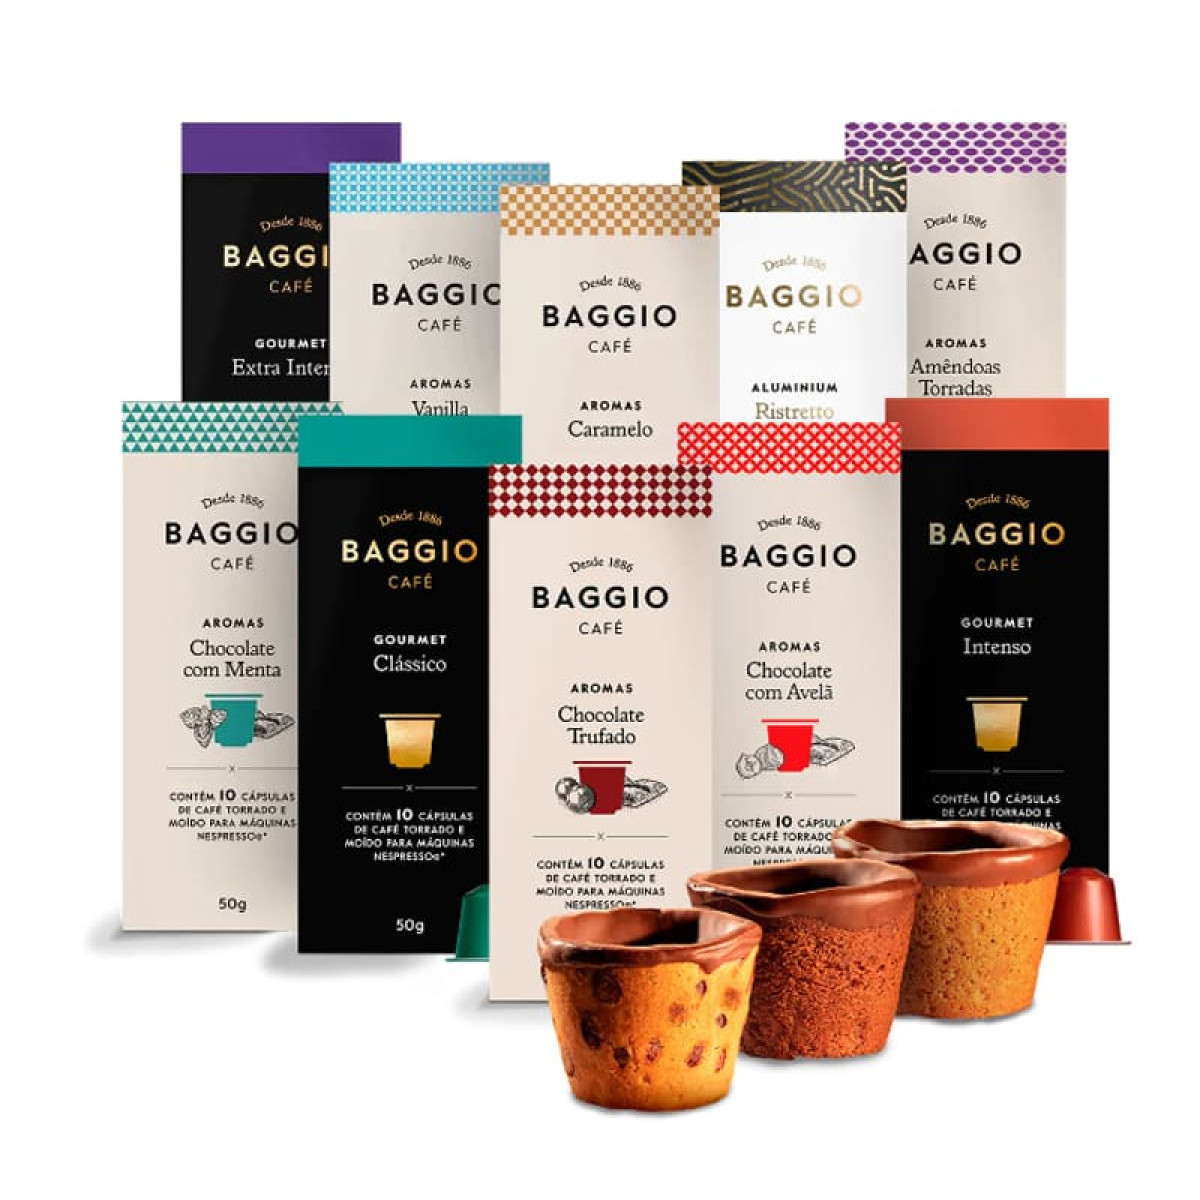 Desde 1886
BAGGI
CAFÉ
GOURMET
Extra Inten
Desde 1886
BAGGIO
CAFÉ
AROMAS
Vanilla
Desde 1886
BAGGIO
CAFÉ
AROMAS
Caramelo
Desde 1886
BAGGIO
CAFÉ
ALUMINIUM
Ristretto
Desde 1886
AGGIO
CAFÉ
AROMAS
Amêndoas
Torradas
Desde 1886
BAGGIO
CAFÉ
AROMAS
Chocolate
com Menta
CONTÉM 10 CÁPSULAS
DE CAFÉ TORRADO E
MOÍDO PARA MÁQUINAS
NESPRESSO®*
50g
Desde 1886
BAGGIO
CAFÉ
GOURMET
Clássico
CONTÉM 10 CÁPSULAS
DE CAFÉ TORRADO E
MOÍDO PARA MÁQUINAS
NESPRESSO®*
50g
Desde 1886
BAGGIO
CAFÉ
AROMAS
Chocolate
Trufado
CONTÉM 10 CÁPSULAS
DE CAFÉ TORRADO E
MOÍDO PARA MÁQUINAS
NESPRESSO®*
Desde 1886
BAGGIO
CAFÉ
AROMAS
Chocolate
com Avelã
CONTÉM 10 CÁPSULAS
DE CAFÉ TORRADO
MOÍDO PARA MÁQUI
Desde 1886
BAGGIO
CAFÉ
GOURMET
Intenso
CONTÉM 10 CÁPSULAS